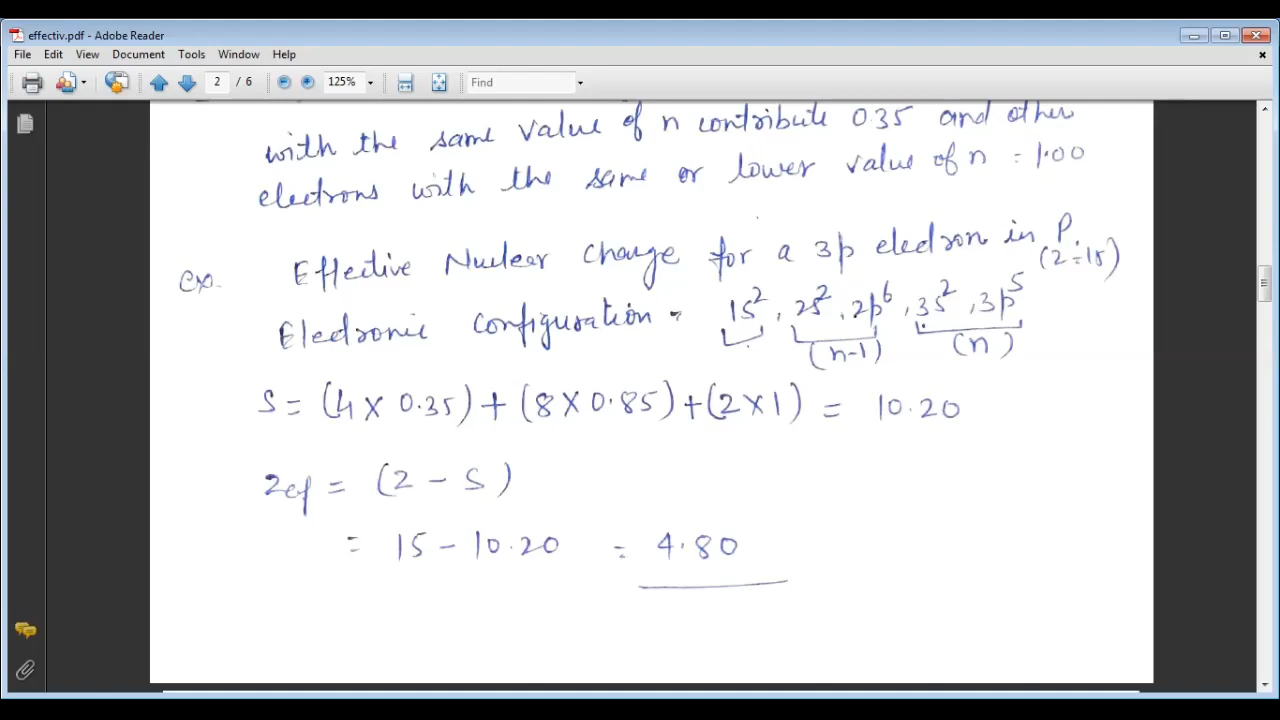 effectiv.pdf - Adobe Reader
File Edit View Document Tools Window Help
2 / 6 125% Find
with the same value of n contribute 0.35 and other
electrons with the same or lower value of n = 1.00
ex. Effective Nuclear Charge for a 3p electron in P
(Z=15)
Electronic configuration - 1s², 2s², 2p⁶, 3s², 3p⁵
(n-1) (n)
S = (4 × 0.35) + (8 × 0.85) + (2 × 1) = 10.20
Zef = (Z - S)
= 15 - 10.20 = 4.80